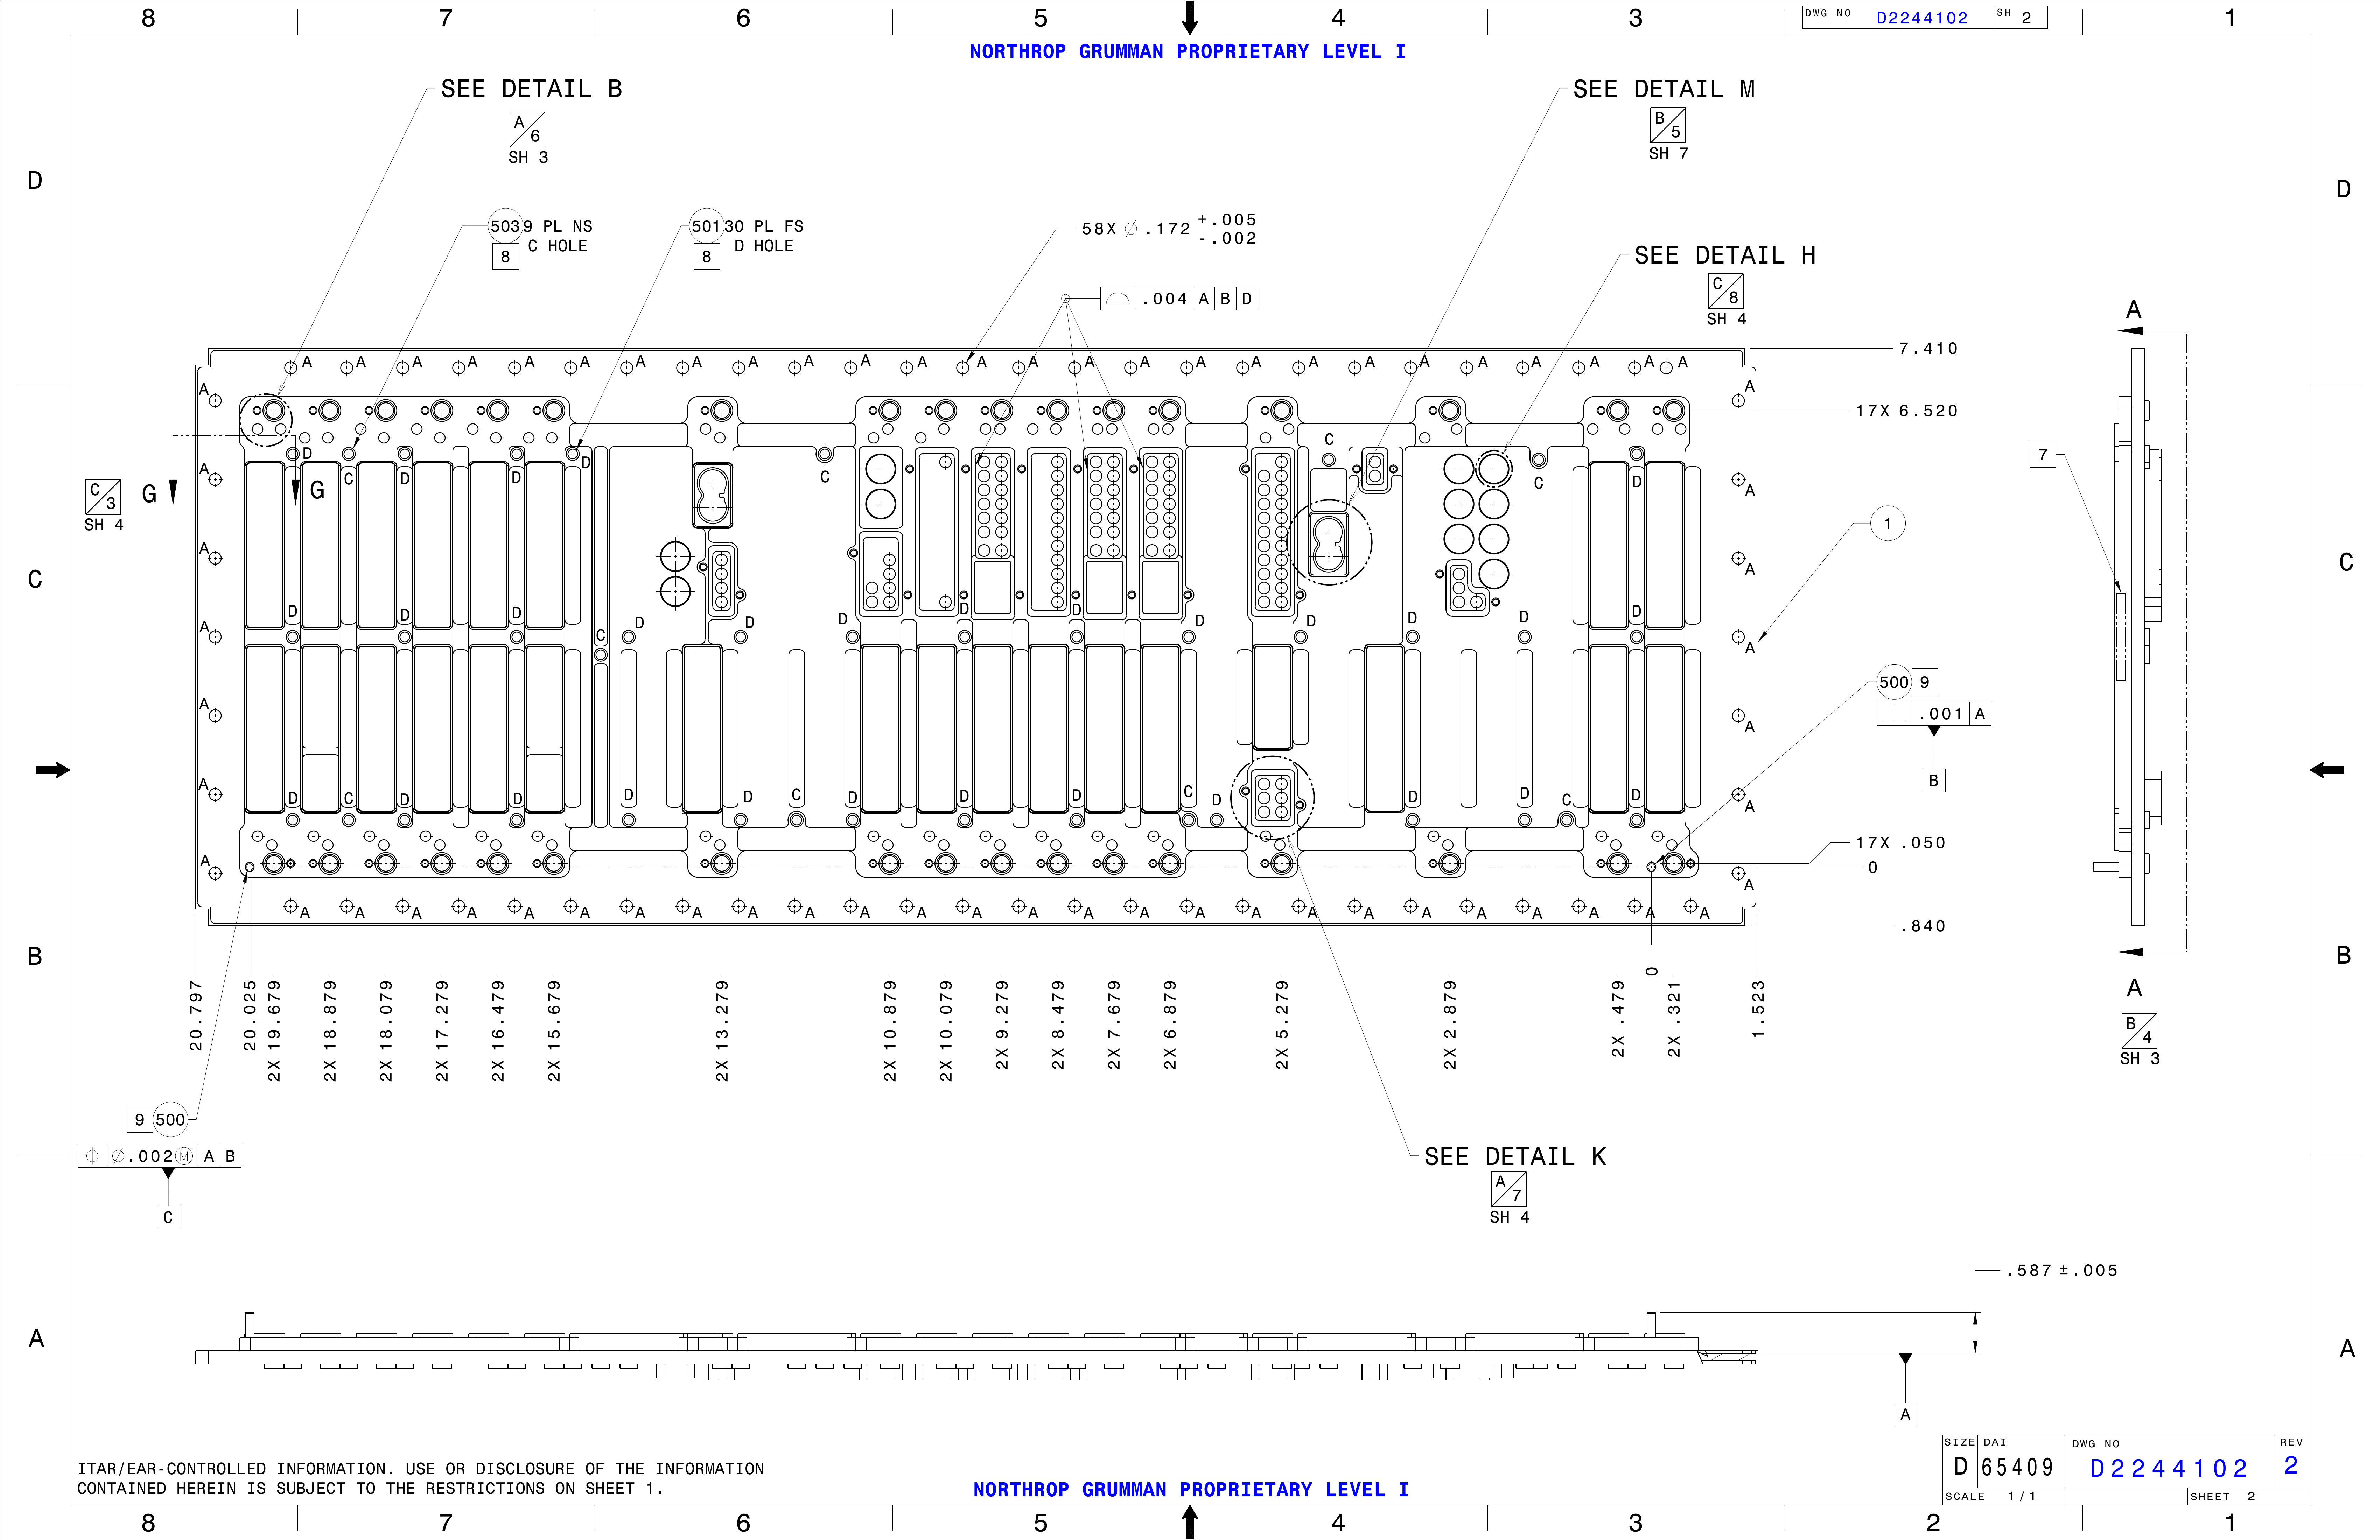 8 7 6 5 4 3 1
DWG NO D2244102 SH 2
NORTHROP GRUMMAN PROPRIETARY LEVEL I
SEE DETAIL B
A 6
SH 3
SEE DETAIL M
B 5
SH 7
D D
5039 PL NS
8 C HOLE
50130 PL FS
8 D HOLE
58X ∅ .172 +.005 -.002
SEE DETAIL H
C 8
SH 4
.004 A B D
A
7.410
A A A A A A A A A A A A A A A A A A A A A A A A A A
A A
17X 6.520
7
C 3
SH 4
G G
A D C D D D C C C D A
1
A A
C C
A D D D D D A
A C D D D D D D D A
500 9
⊥ .001 A
B
A A
A D C D D D D C D D C D D D C D A
17X .050
0
A A
A A A A A A A A A A A A A A A A A A A A A A A A A A
.840
B B
20.797
20.025
2X 19.679
2X 18.879
2X 18.079
2X 17.279
2X 16.479
2X 15.679
2X 13.279
2X 10.879
2X 10.079
2X 9.279
2X 8.479
2X 7.679
2X 6.879
2X 5.279
2X 2.879
2X .479
0
2X .321
1.523
A
B 4
SH 3
9 500
⌖ ∅.002 Ⓜ A B
C
SEE DETAIL K
A 7
SH 4
.587 ±.005
A A
A
ITAR/EAR-CONTROLLED INFORMATION. USE OR DISCLOSURE OF THE INFORMATION
CONTAINED HEREIN IS SUBJECT TO THE RESTRICTIONS ON SHEET 1.
NORTHROP GRUMMAN PROPRIETARY LEVEL I
SIZE DAI DWG NO REV
D 65409 D2244102 2
SCALE 1/1 SHEET 2
8 7 6 5 4 3 2 1